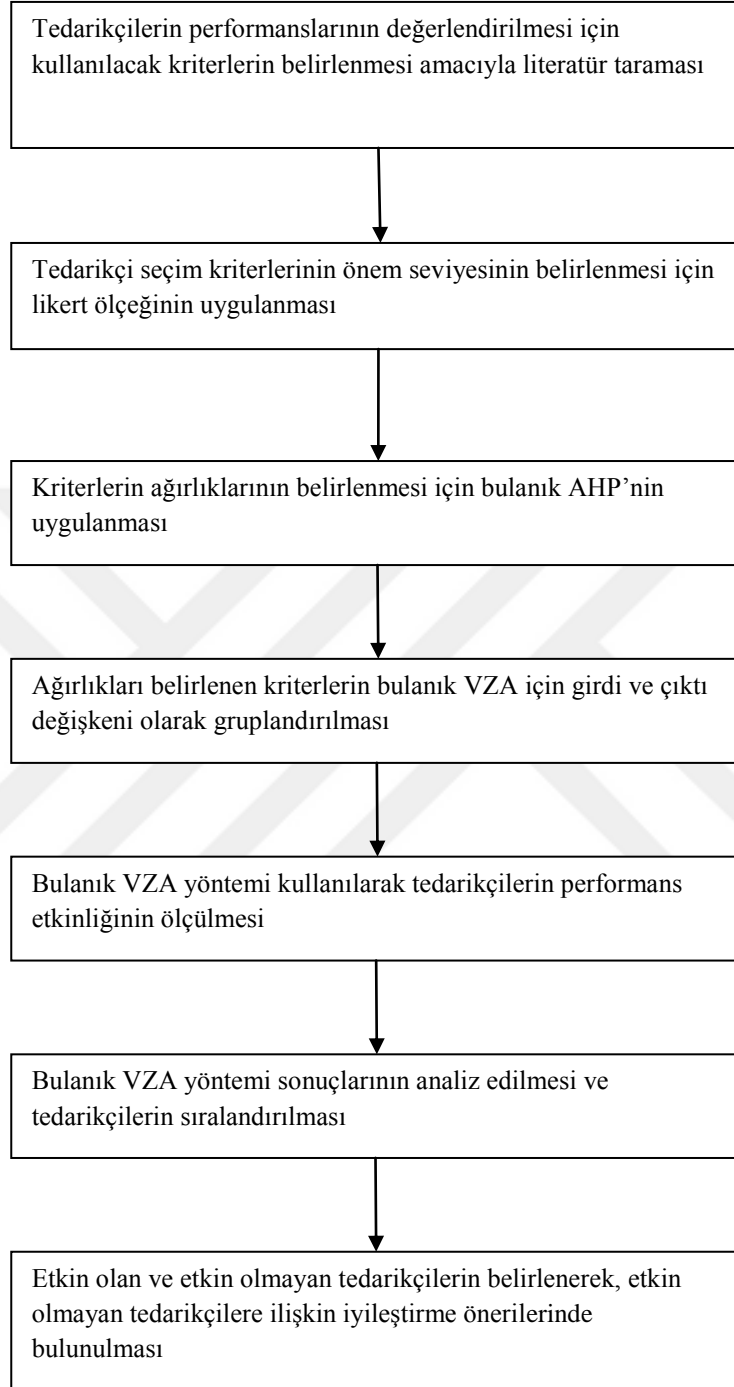 Tedarikçilerin performanslarının değerlendirilmesi için
kullanılacak kriterlerin belirlenmesi amacıyla literatür taraması
Tedarikçi seçim kriterlerinin önem seviyesinin belirlenmesi için
likert ölçeğinin uygulanması
Kriterlerin ağırlıklarının belirlenmesi için bulanık AHP’nin
uygulanması
Ağırlıkları belirlenen kriterlerin bulanık VZA için girdi ve çıktı
değişkeni olarak gruplandırılması
Bulanık VZA yöntemi kullanılarak tedarikçilerin performans
etkinliğinin ölçülmesi
Bulanık VZA yöntemi sonuçlarının analiz edilmesi ve
tedarikçilerin sıralandırılması
Etkin olan ve etkin olmayan tedarikçilerin belirlenerek, etkin
olmayan tedarikçilere ilişkin iyileştirme önerilerinde
bulunulması